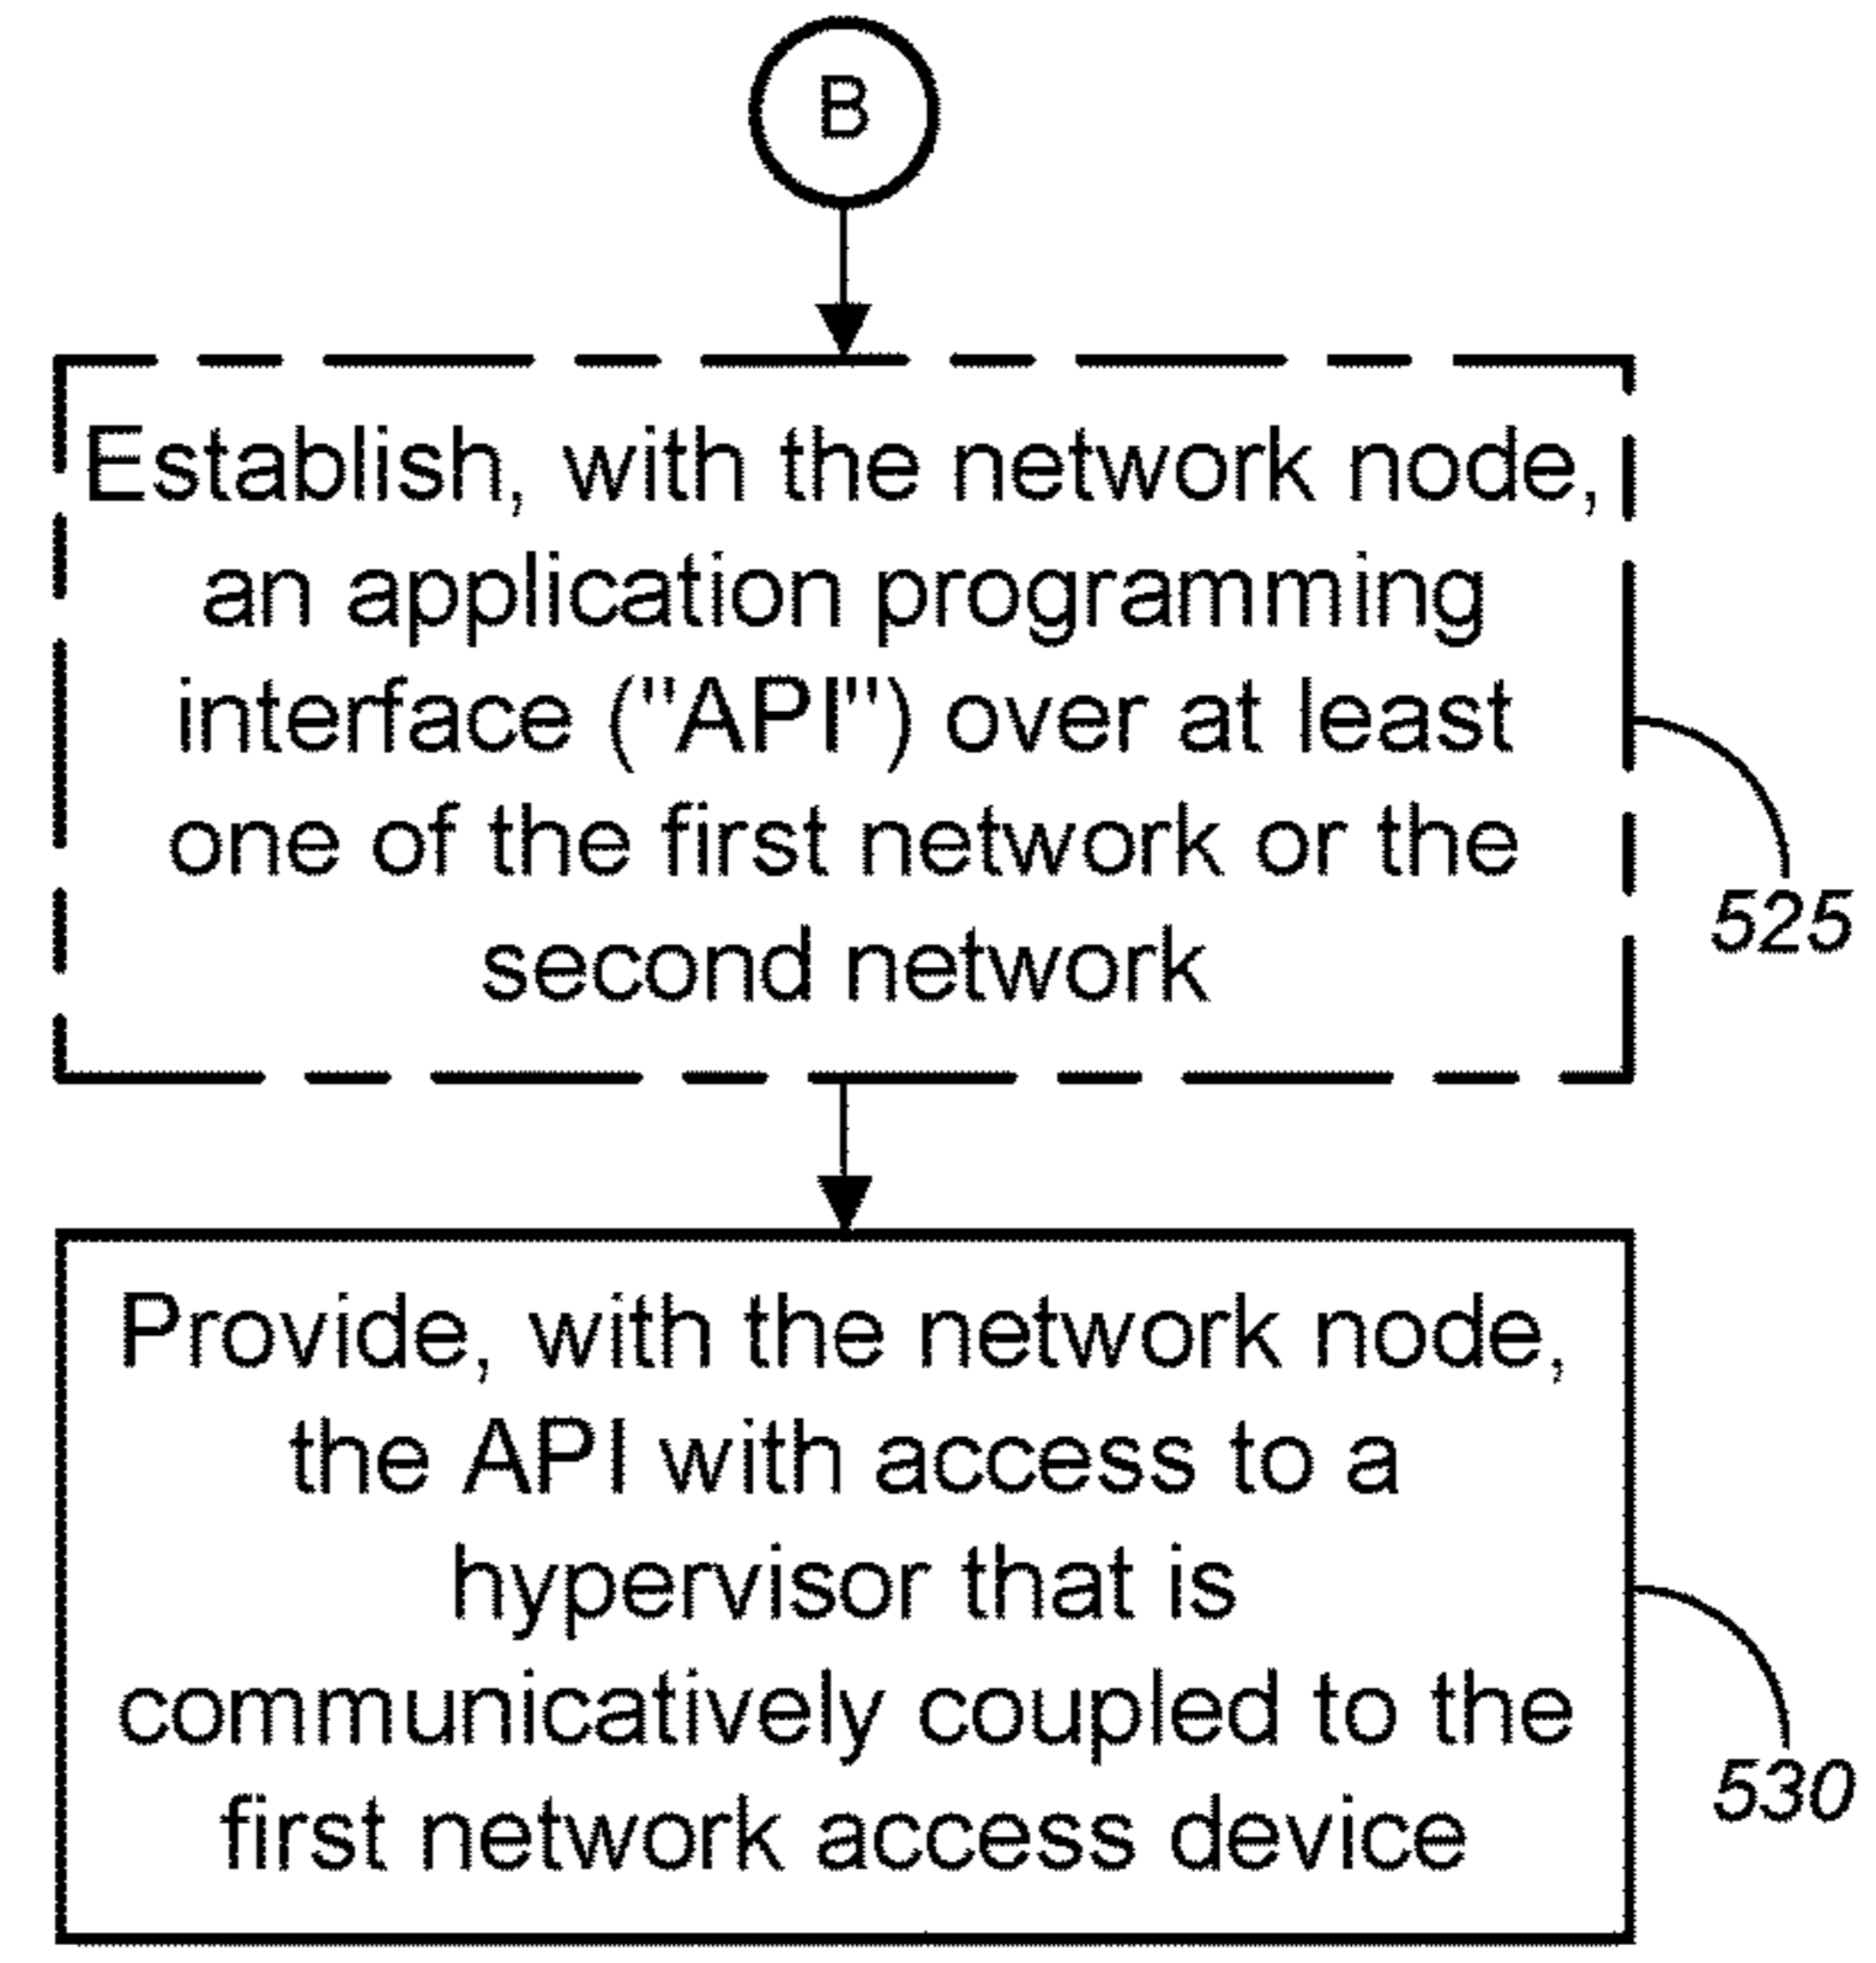 B
Establish, with the network node,
an application programming
interface ("API") over at least
one of the first network or the
second network
525
Provide, with the network node,
the API with access to a
hypervisor that is
communicatively coupled to the
first network access device
530